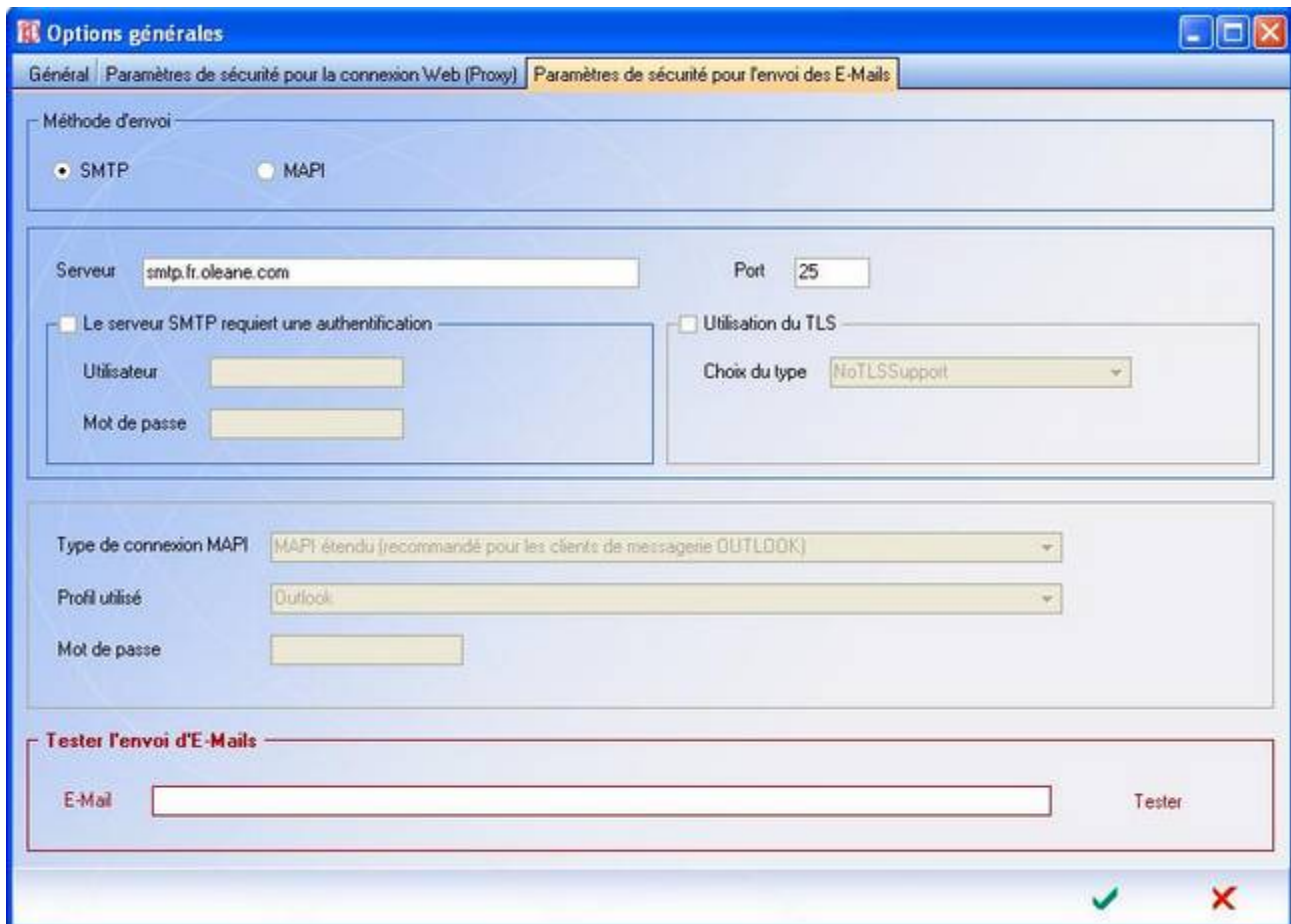 Options générales
Général Paramètres de sécurité pour la connexion Web (Proxy) Paramètres de sécurité pour l'envoi des E-Mails
Méthode d'envoi
SMTP MAPI
Serveur smtp.fr.oleane.com Port 25
Le serveur SMTP requiert une authentification Utilisation du TLS
Utilisateur Choix du type NoTLSSupport
Mot de passe
Type de connexion MAPI MAPI étendu (recommandé pour les clients de messagerie OUTLOOK)
Profil utilisé Outlook
Mot de passe
Tester l'envoi d'E-Mails
E-Mail Tester